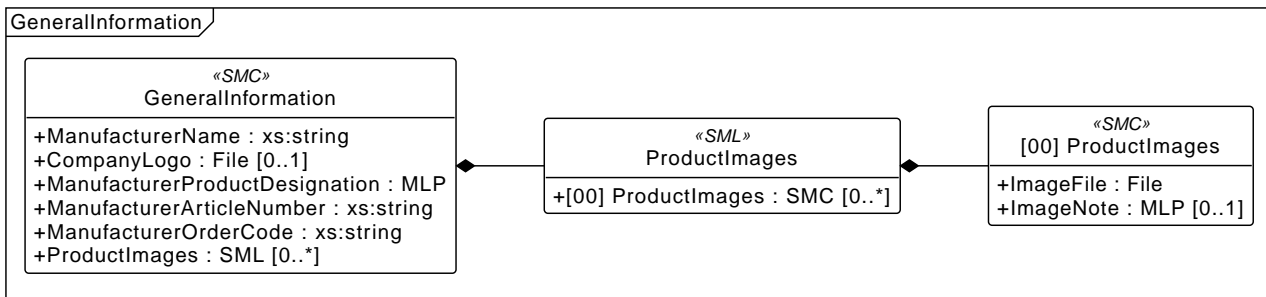 GeneralInformation
«SMC»
GeneralInformation
+ManufacturerName : xs:string
+CompanyLogo : File [0..1]
+ManufacturerProductDesignation : MLP
+ManufacturerArticleNumber : xs:string
+ManufacturerOrderCode : xs:string
+ProductImages : SML [0..*]
«SML»
ProductImages
+[00] ProductImages : SMC [0..*]
«SMC»
[00] ProductImages
+ImageFile : File
+ImageNote : MLP [0..1]